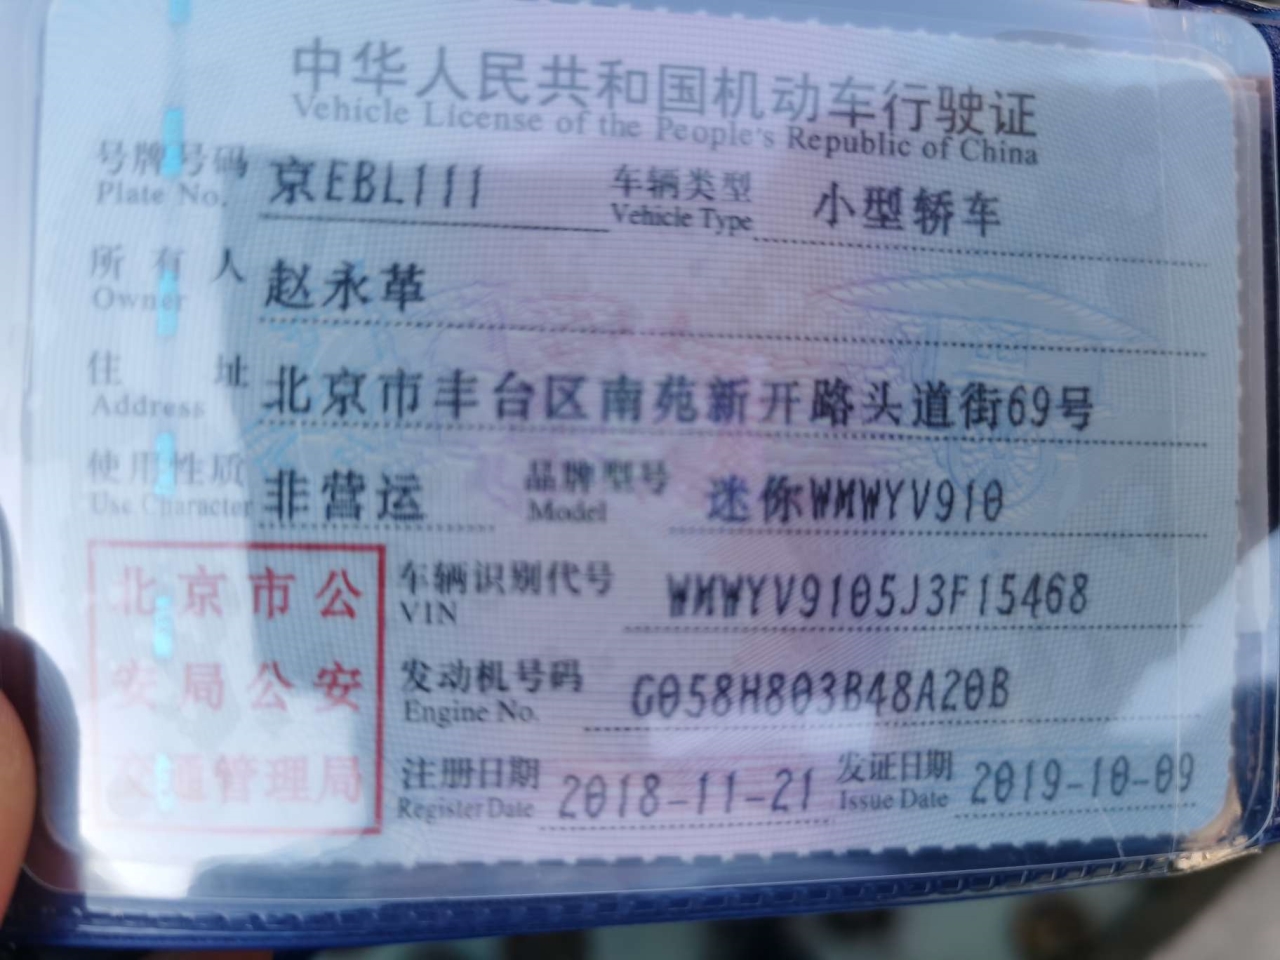 中华人民共和国机动车行驶证
Vehicle License of the People's Republic of China
号牌号码 京EBL111 车辆类型 小型轿车
Plate No. Vehicle Type
所有人 赵永革
Owner
住址 北京市丰台区南苑新开路头道街69号
Address
使用性质 非营运 品牌型号 迷你WMWYV910
Use Character Model
北京市公
安局公安
交通管理局
车辆识别代号 WMWYV9105J3F15468
VIN
发动机号码 G058H803B48A20B
Engine No.
注册日期 2018-11-21 发证日期 2019-10-09
Register Date Issue Date